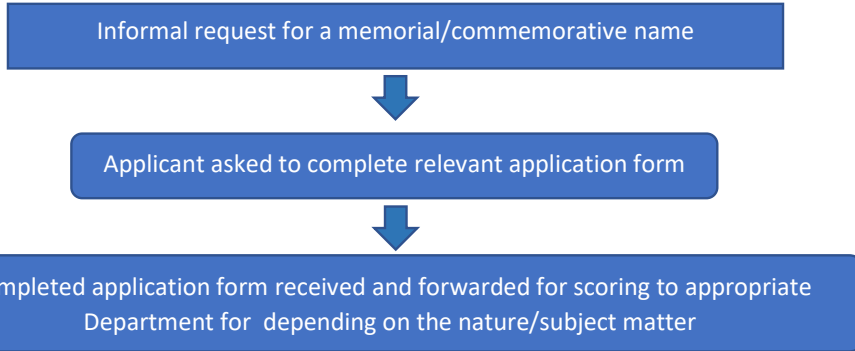 Informal request for a memorial/commemorative name
Applicant asked to complete relevant application form
mpleted application form received and forwarded for scoring to appropriate
Department for depending on the nature/subject matter